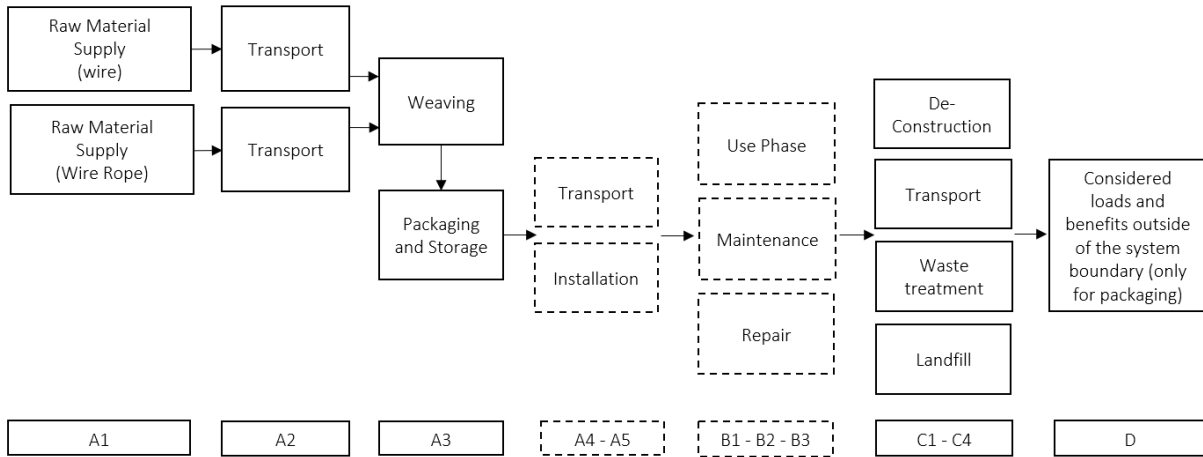 Raw Material
Supply
(wire)
Transport
Raw Material
Supply
(Wire Rope)
Transport
Weaving
Packaging
and Storage
Transport
Installation
Use Phase
Maintenance
Repair
De-
Construction
Transport
Waste
treatment
Landfill
Considered
loads and
benefits outside
of the system
boundary (only
for packaging)
A1
A2
A3
A4 - A5
B1 - B2 - B3
C1 - C4
D